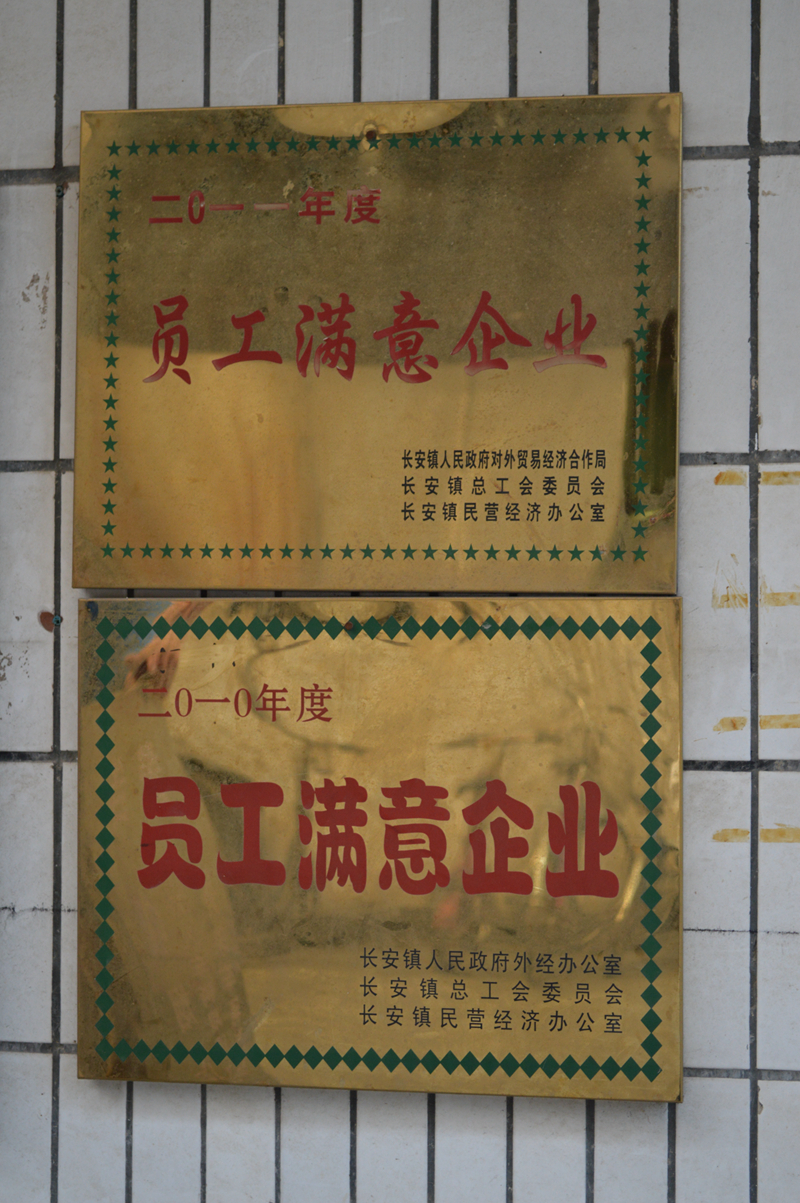 二0一一年度
员工满意企业
长安镇人民政府对外贸易经济合作局
长安镇总工会委员会
长安镇民营经济办公室
二0一0年度
员工满意企业
长安镇人民政府外经办公室
长安镇总工会委员会
长安镇民营经济办公室